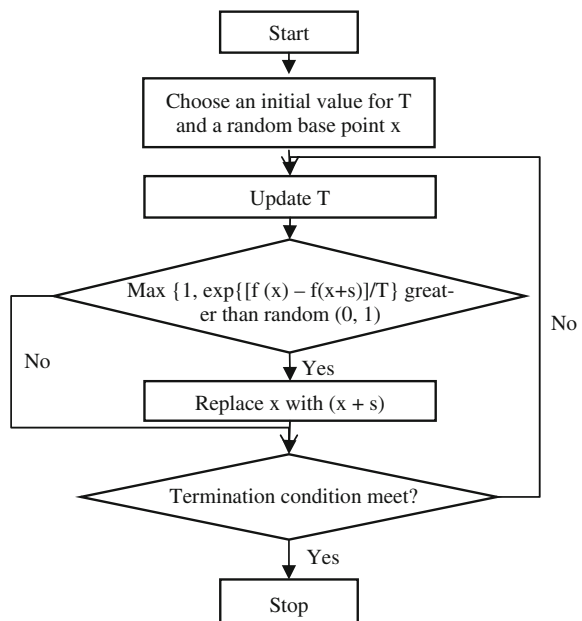 Start
Choose an initial value for T
and a random base point x
Update T
Max {1, exp{[f (x) – f(x+s)]/T} great-
er than random (0, 1)
No
No
Yes
Replace x with (x + s)
Termination condition meet?
Yes
Stop